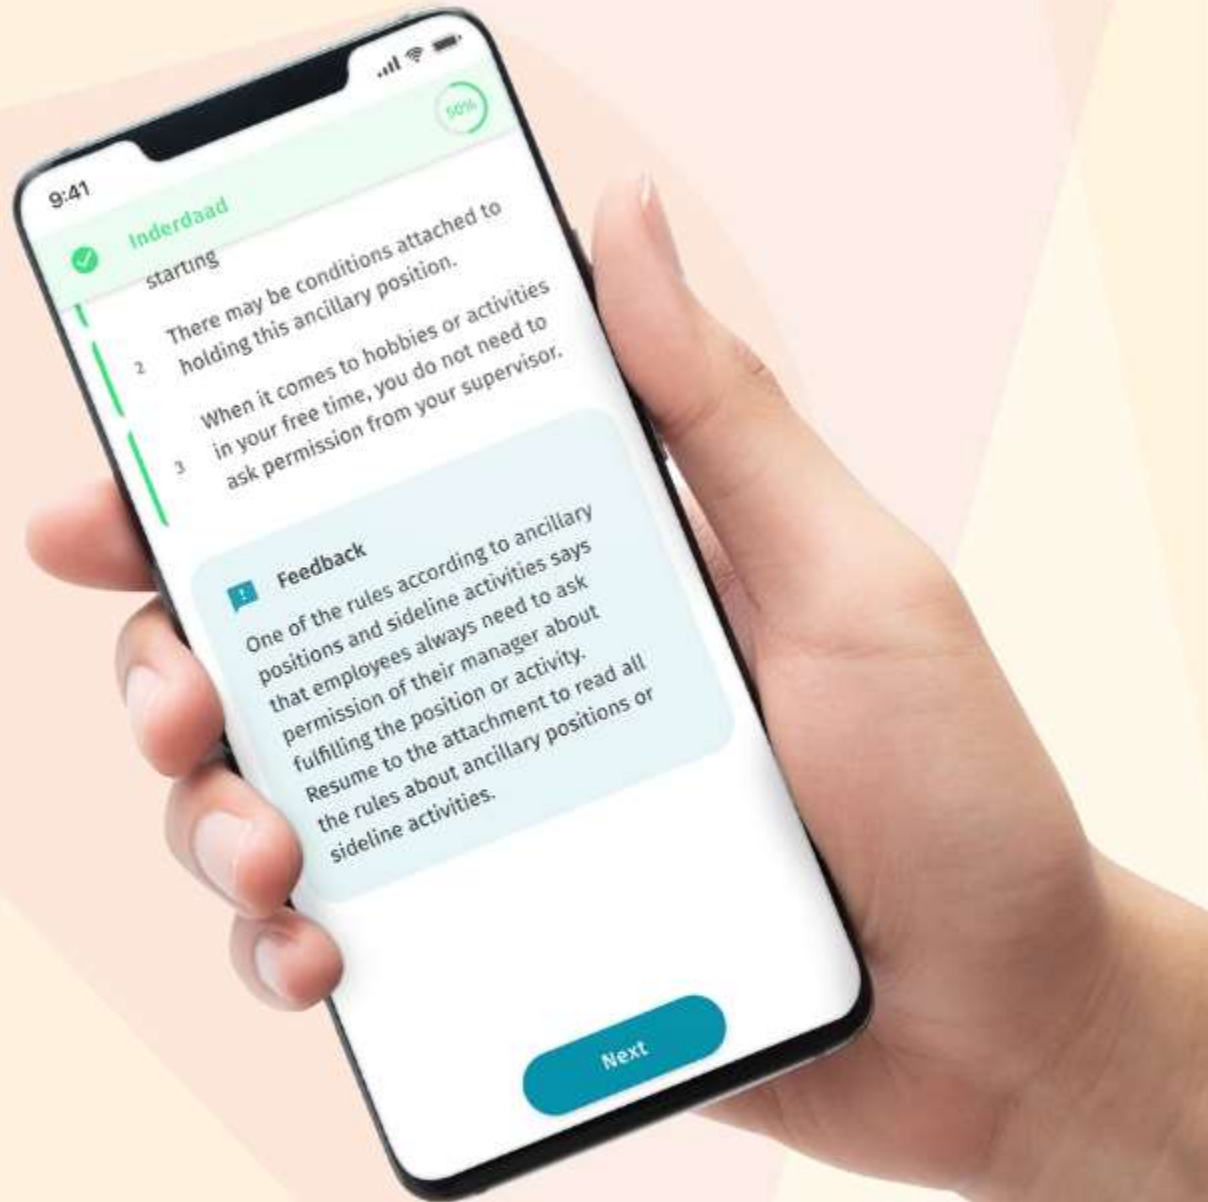 9:41
50%
Inderdaad
starting
2
There may be conditions attached to
holding this ancillary position.
3
When it comes to hobbies or activities
in your free time, you do not need to
ask permission from your supervisor.
Feedback
One of the rules according to ancillary
positions and sideline activities says
that employees always need to ask
permission of their manager about
fulfilling the position or activity.
Resume to the attachment to read all
the rules about ancillary positions or
sideline activities.
Next